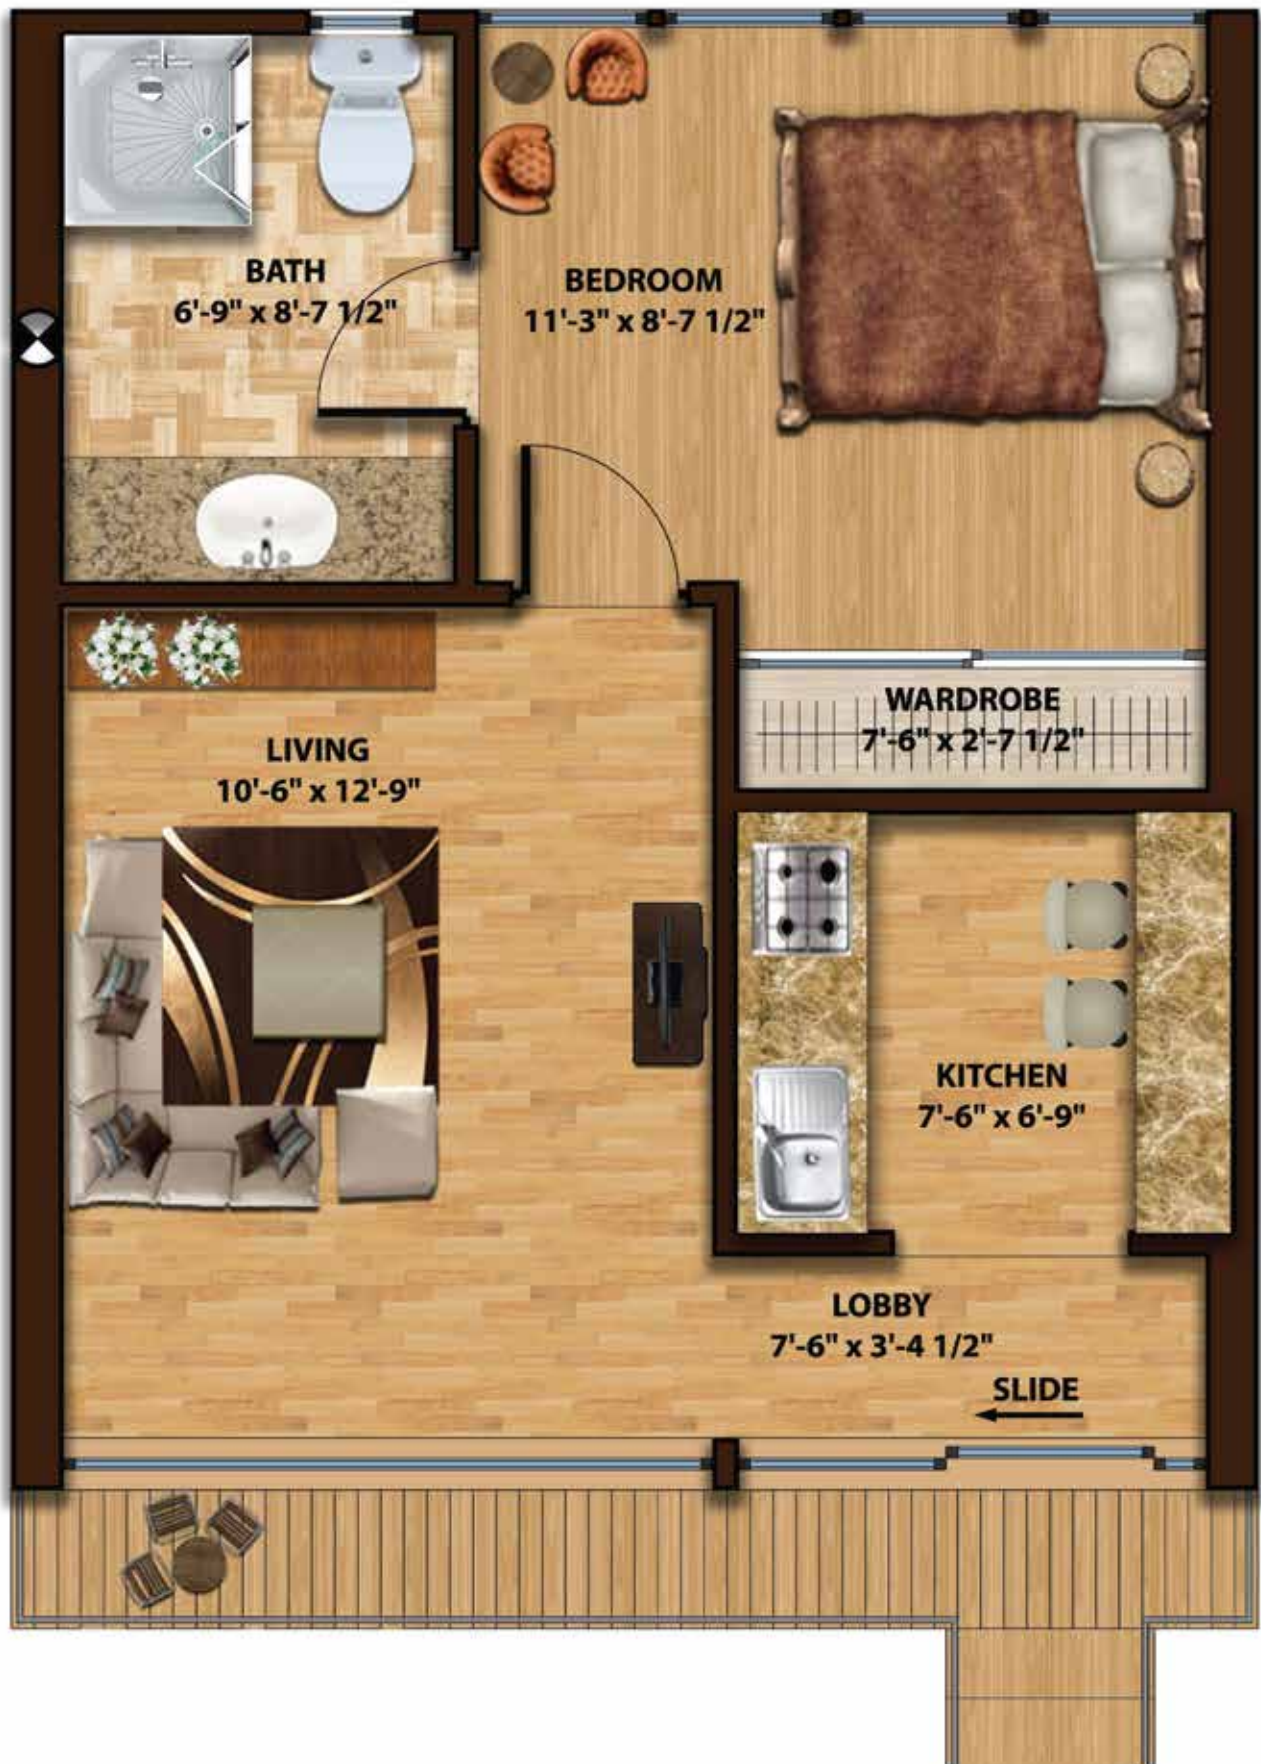 BATH
6'-9" x 8'-7 1/2"
BEDROOM
11'-3" x 8'-7 1/2"
WARDROBE
7'-6" x 2'-7 1/2"
LIVING
10'-6" x 12'-9"
KITCHEN
7'-6" x 6'-9"
LOBBY
7'-6" x 3'-4 1/2"
SLIDE